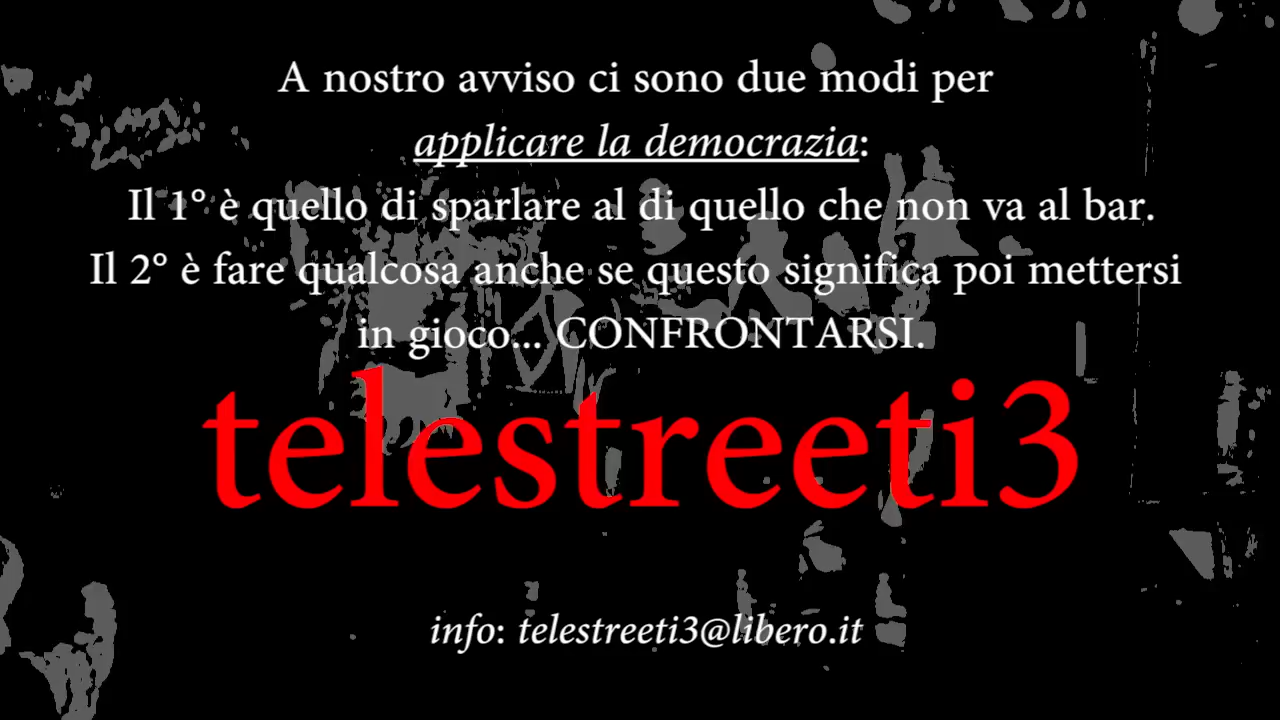 A nostro avviso ci sono due modi per
applicare la democrazia:
Il 1° è quello di sparlare al di quello che non va al bar.
Il 2° è fare qualcosa anche se questo significa poi mettersi
in gioco... CONFRONTARSI.
telestreeti3
info: telestreeti3@libero.it